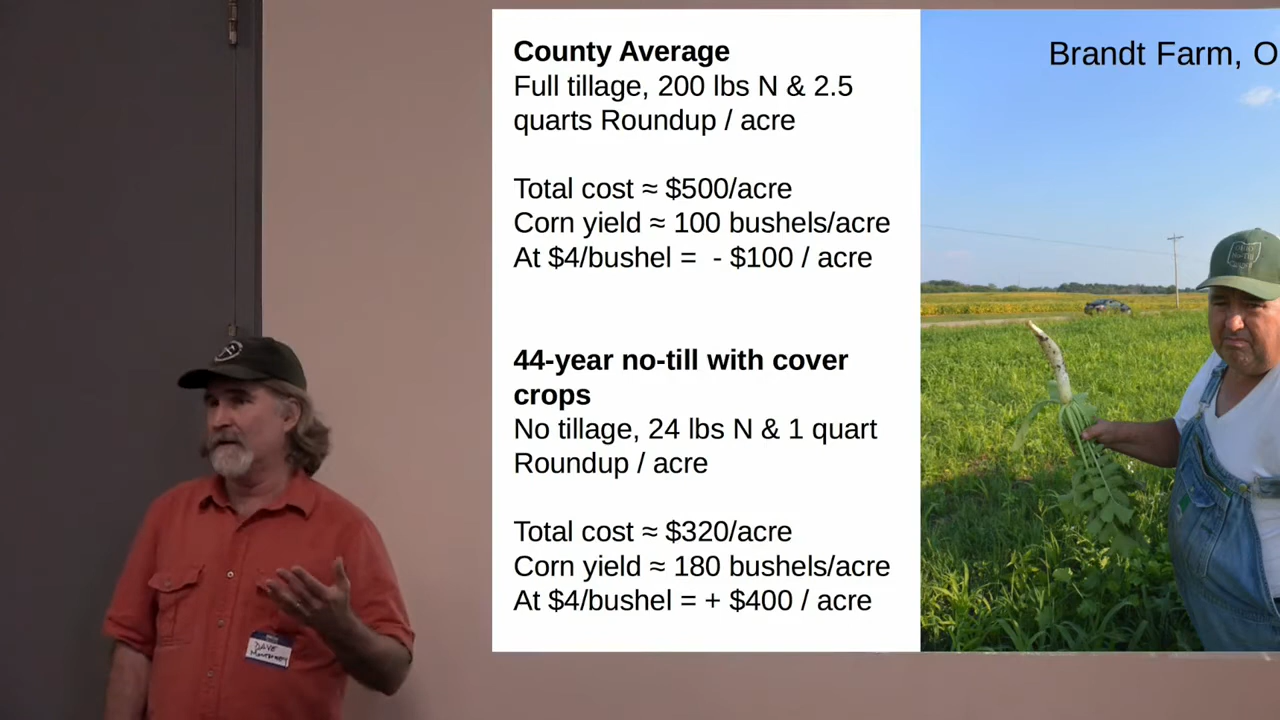 County Average
Full tillage, 200 lbs N & 2.5
quarts Roundup / acre
Total cost ≈ $500/acre
Corn yield ≈ 100 bushels/acre
At $4/bushel = - $100 / acre
44-year no-till with cover
crops
No tillage, 24 lbs N & 1 quart
Roundup / acre
Total cost ≈ $320/acre
Corn yield ≈ 180 bushels/acre
At $4/bushel = + $400 / acre
Brandt Farm, O
DAVE